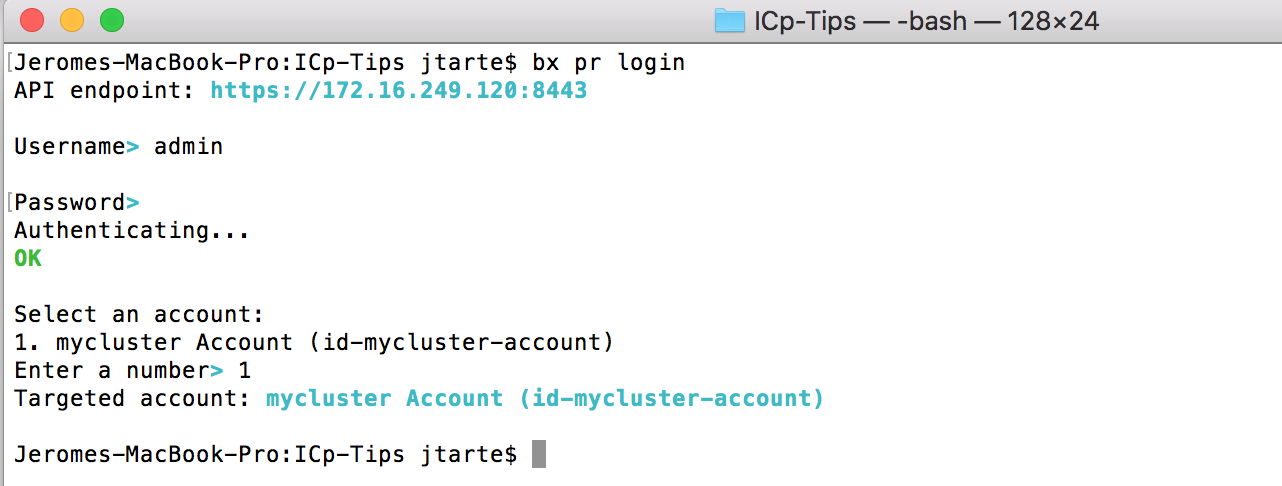 ICp-Tips — -bash — 128×24
[Jeromes-MacBook-Pro:ICp-Tips jtarte$ bx pr login
API endpoint: https://172.16.249.120:8443
Username> admin
[Password>
Authenticating...
OK
Select an account:
1. mycluster Account (id-mycluster-account)
Enter a number> 1
Targeted account: mycluster Account (id-mycluster-account)
Jeromes-MacBook-Pro:ICp-Tips jtarte$